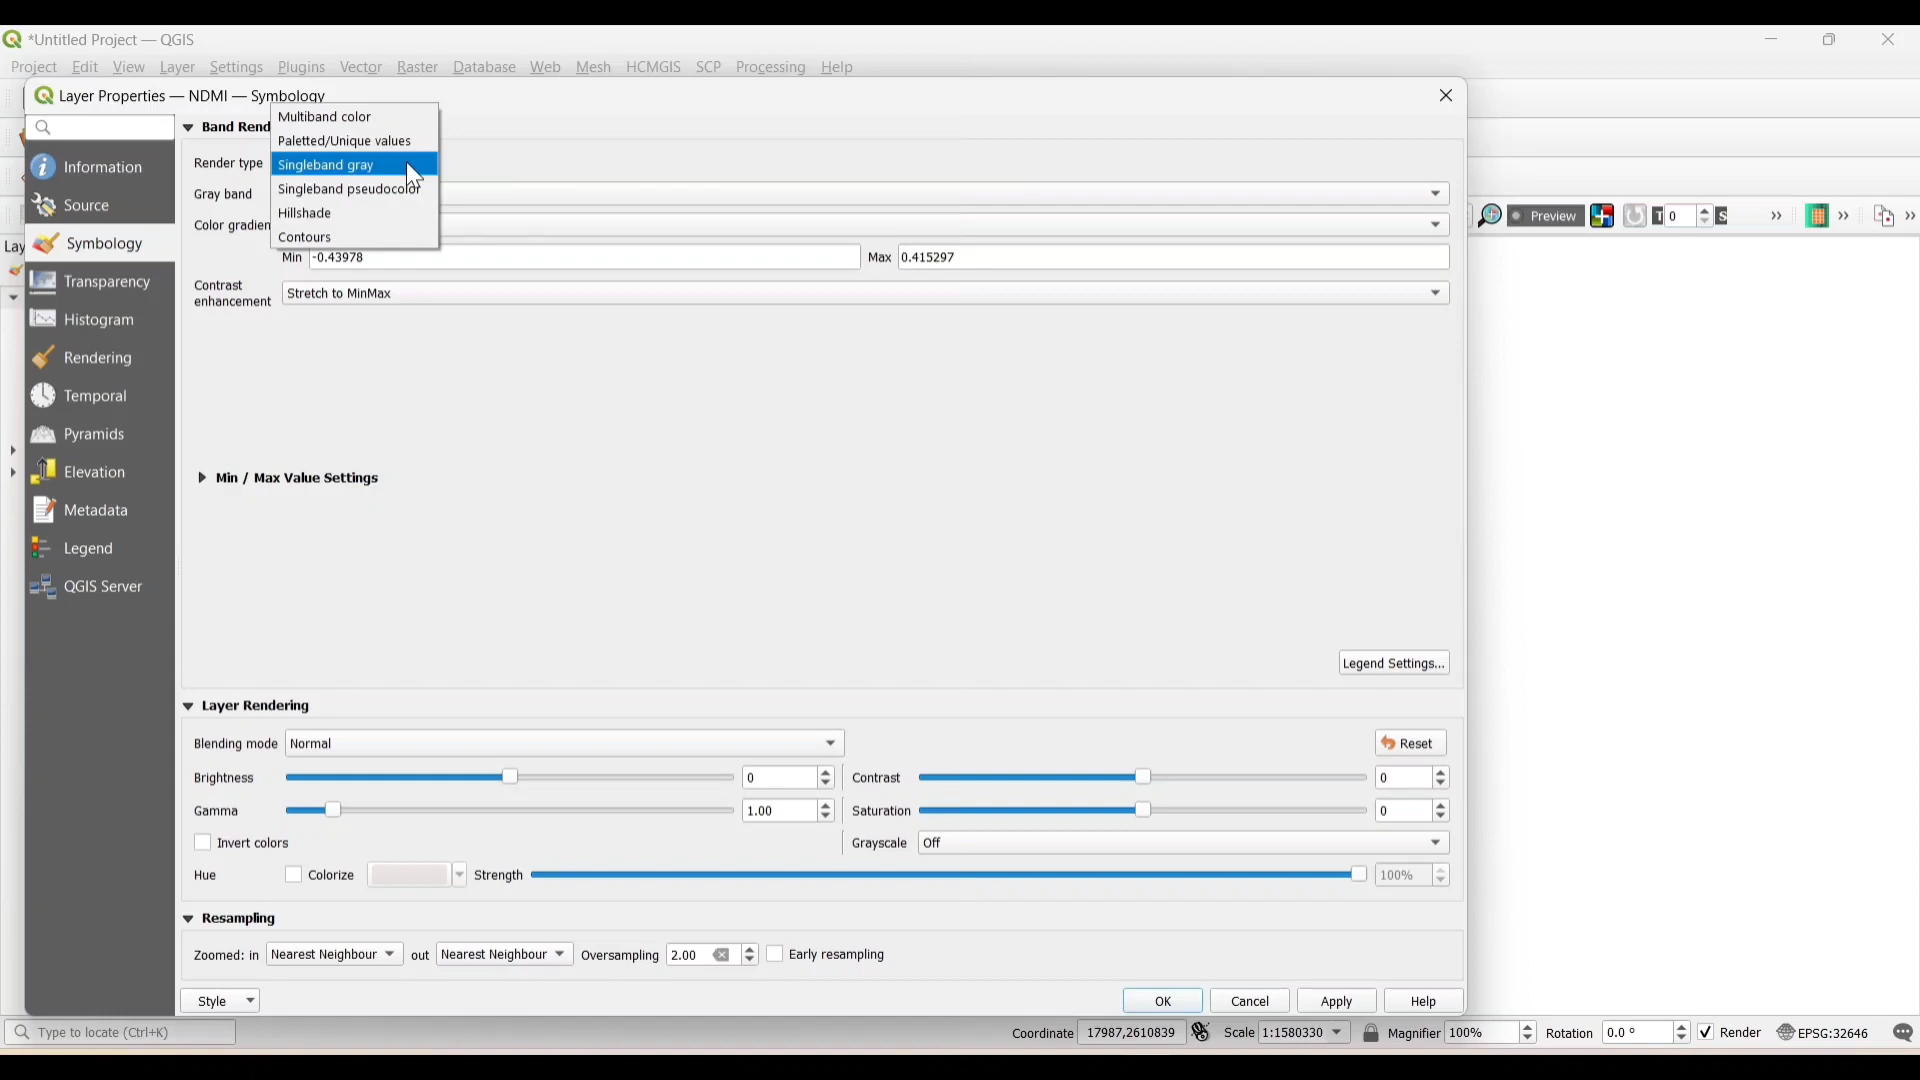 *Untitled Project — QGIS
Project Edit View Layer Settings Plugins Vector Raster Database Web Mesh HCMGIS SCP Processing Help
Layer Properties — NDMI — Symbology
Information
Source
Symbology
Transparency
Histogram
Rendering
Temporal
Pyramids
Elevation
Metadata
Legend
QGIS Server
Band Rend
Render type
Multiband color
Paletted/Unique values
Singleband gray
Singleband pseudocolor
Hillshade
Contours
Gray band
Color gradien
Min -0.43978 Max 0.415297
Contrast
enhancement Stretch to MinMax
Min / Max Value Settings
Legend Settings...
Layer Rendering
Blending mode Normal Reset
Brightness 0 Contrast 0
Gamma 1.00 Saturation 0
Invert colors Grayscale Off
Hue Colorize Strength 100%
Resampling
Zoomed: in Nearest Neighbour out Nearest Neighbour Oversampling 2.00 Early resampling
Style OK Cancel Apply Help
Preview T 0 S » » »
Lay
Type to locate (Ctrl+K) Coordinate 17987,2610839 Scale 1:1580330 Magnifier 100% Rotation 0.0 ° Render EPSG:32646